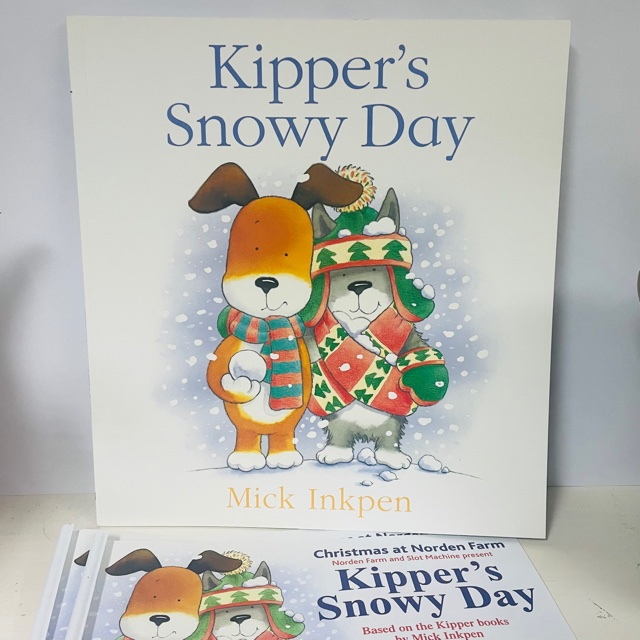 Kipper's
Snowy Day
Mick Inkpen
Christmas at Norden Farm
Norden Farm and Slot Machine present
Kipper's
Snowy Day
Based on the Kipper books
by Mick Inkpen